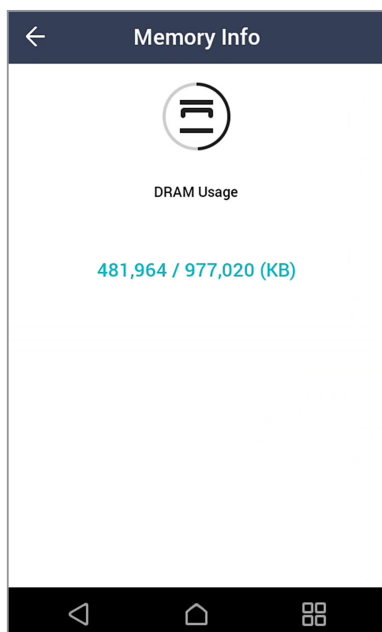 Memory Info
DRAM Usage
481,964 / 977,020 (KB)